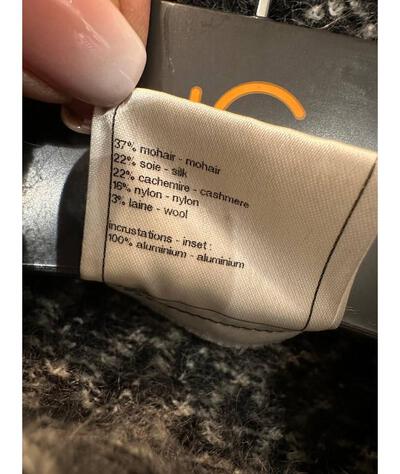 37% mohair - mohair
22% soie - silk
22% cachemire - cashmere
16% nylon - nylon
3% laine - wool
incrustations - inset :
100% aluminium - aluminium